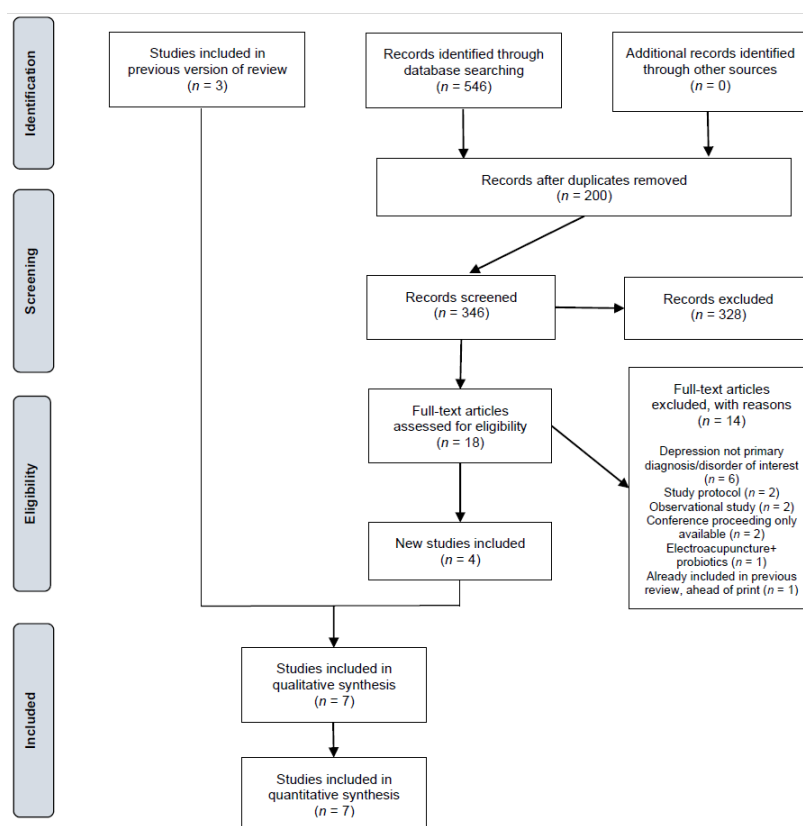 Identification
Studies included in
previous version of review
(n = 3)
Records identified through
database searching
(n = 546)
Additional records identified
through other sources
(n = 0)
Records after duplicates removed
(n = 200)
Screening
Records screened
(n = 346)
Records excluded
(n = 328)
Eligibility
Full-text articles
assessed for eligibility
(n = 18)
Full-text articles
excluded, with reasons
(n = 14)
Depression not primary
diagnosis/disorder of interest
(n = 6)
Study protocol (n = 2)
Observational study (n = 2)
Conference proceeding only
available (n = 2)
Electroacupuncture+
probiotics (n = 1)
Already included in previous
review, ahead of print (n = 1)
New studies included
(n = 4)
Included
Studies included in
qualitative synthesis
(n = 7)
Studies included in
quantitative synthesis
(n = 7)